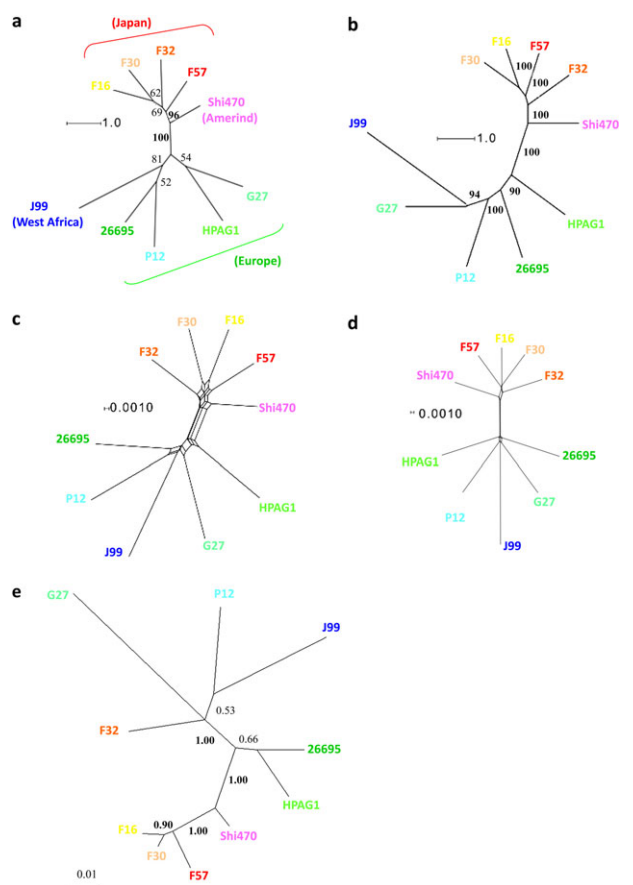 a
(Japan)
F32
F30
F57
F16
62
69
96
Shi470
(Amerind)
1.0
100
81
54
52
J99
(West Africa)
G27
26695
HPAG1
P12
(Europe)
b
F16
F57
F30
F32
100
100
100
J99
Shi470
1.0
100
94
90
G27
100
HPAG1
P12
26695
c
F30
F16
F32
F57
0.0010
Shi470
26695
P12
HPAG1
J99
G27
d
F16
F57
F30
Shi470
F32
0.0010
HPAG1
26695
P12
G27
J99
e
G27
P12
J99
0.53
F32
1.00
0.66
26695
1.00
HPAG1
F16
0.90
1.00
Shi470
F30
F57
0.01